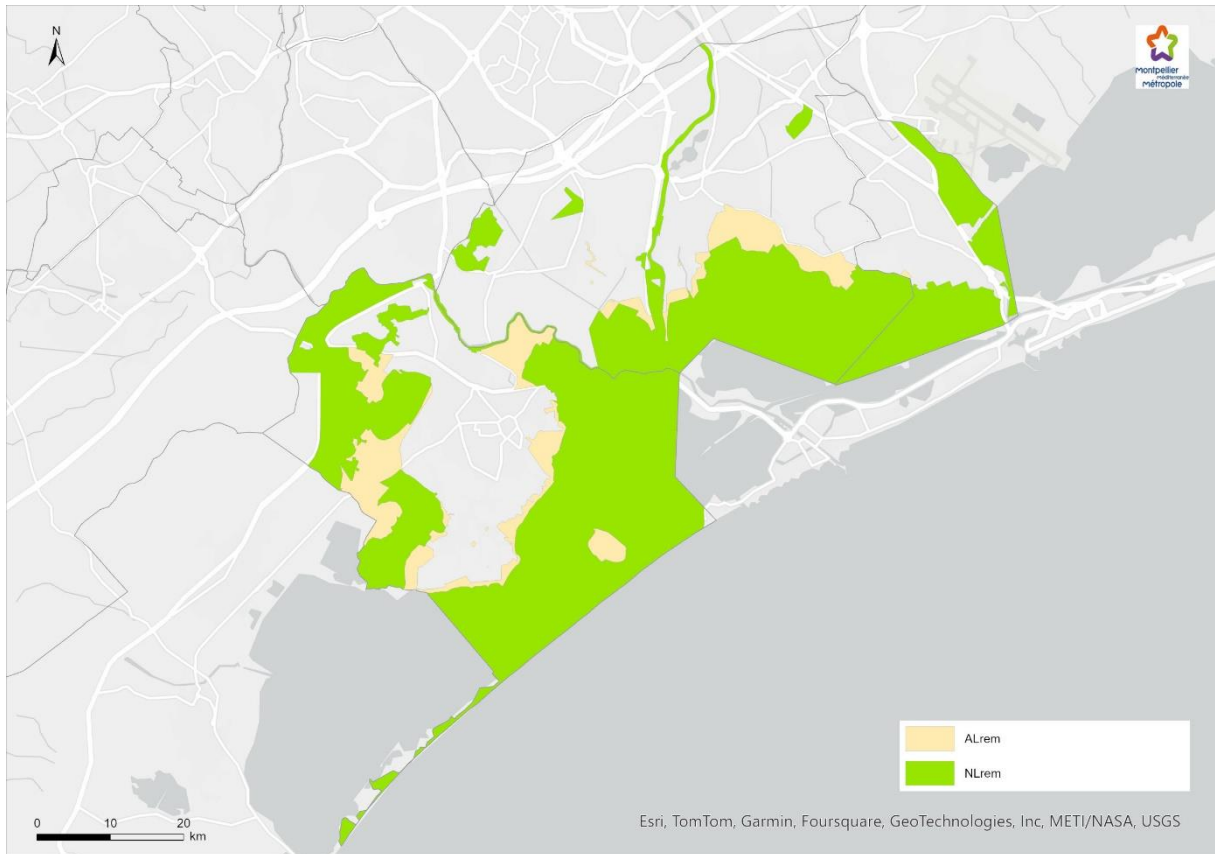 N
Montpellier
Méditerranée
Métropole
ALrem
NLrem
0 10 20
km
Esri, TomTom, Garmin, Foursquare, GeoTechnologies, Inc, METI/NASA, USGS